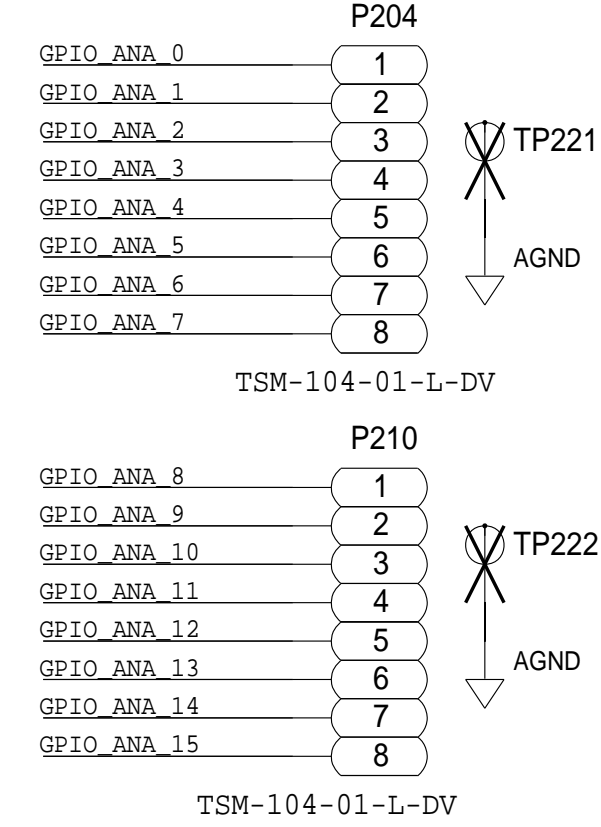 P204
GPIO_ANA_0 1
GPIO_ANA_1 2
GPIO_ANA_2 3 TP221
GPIO_ANA_3 4
GPIO_ANA_4 5
GPIO_ANA_5 6 AGND
GPIO_ANA_6 7
GPIO_ANA_7 8
TSM-104-01-L-DV
P210
GPIO_ANA_8 1
GPIO_ANA_9 2
GPIO_ANA_10 3 TP222
GPIO_ANA_11 4
GPIO_ANA_12 5
GPIO_ANA_13 6 AGND
GPIO_ANA_14 7
GPIO_ANA_15 8
TSM-104-01-L-DV